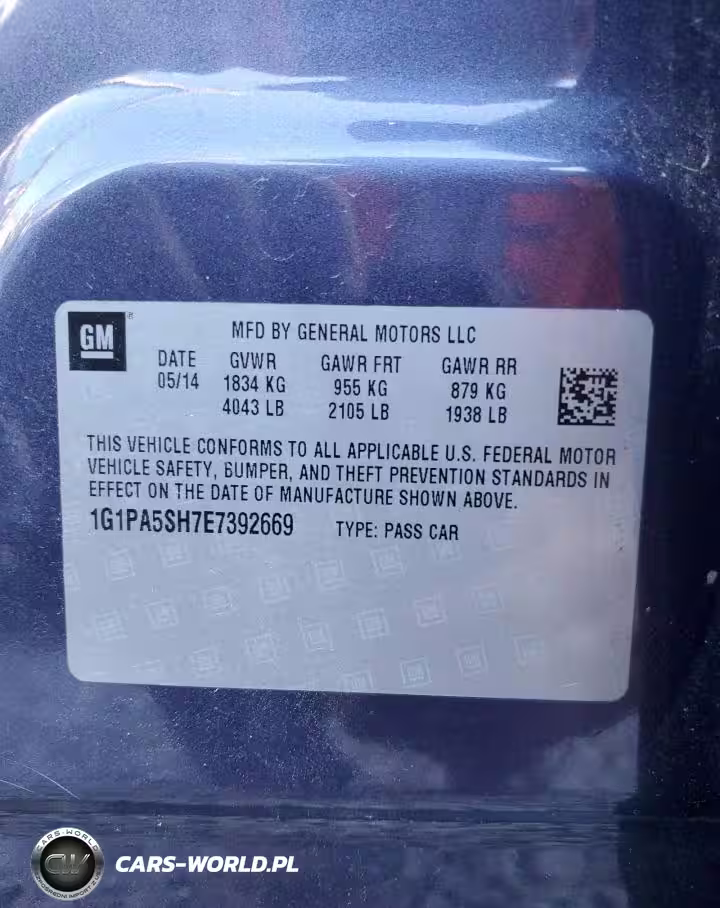 GM®
MFD BY GENERAL MOTORS LLC
DATE GVWR GAWR FRT GAWR RR
05/14 1834 KG 955 KG 879 KG
4043 LB 2105 LB 1938 LB
THIS VEHICLE CONFORMS TO ALL APPLICABLE U.S. FEDERAL MOTOR
VEHICLE SAFETY, BUMPER, AND THEFT PREVENTION STANDARDS IN
EFFECT ON THE DATE OF MANUFACTURE SHOWN ABOVE.
1G1PA5SH7E7392669 TYPE: PASS CAR
CARS-WORLD
CW
CARS-WORLD.PL